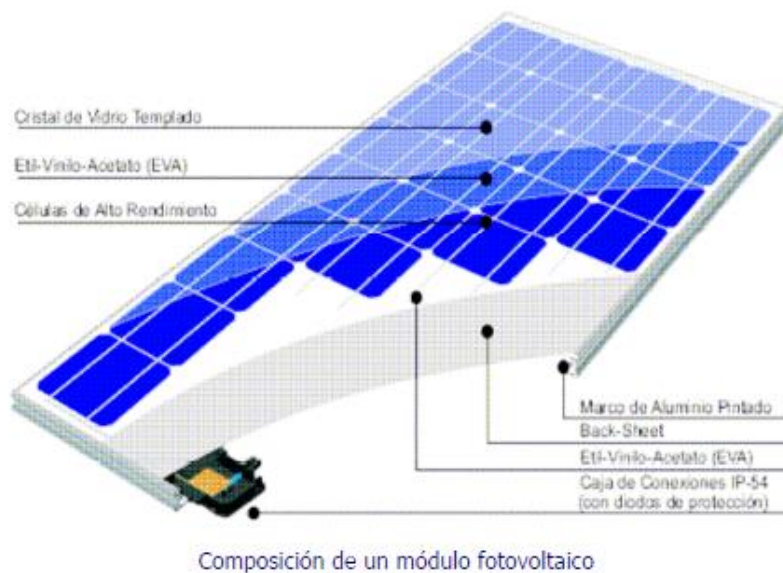 Cristal de Vidrio Templado
Etil-Vinilo-Acetato (EVA)
Células de Alto Rendimiento
Marco de Aluminio Pintado
Back-Sheet
Etil-Vinilo-Acetato (EVA)
Caja de Conexiones IP-54
(con diodos de protección)
Composición de un módulo fotovoltaico